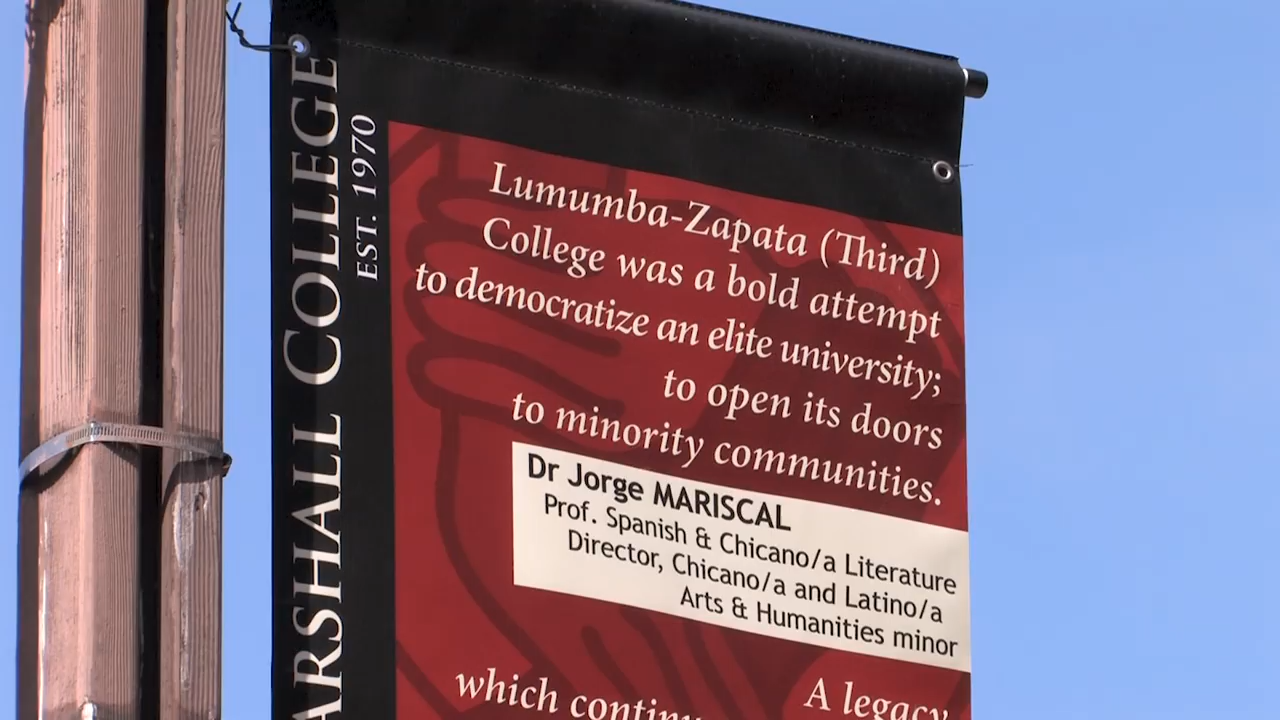 ARSHALL COLLEGE
EST. 1970
Lumumba-Zapata (Third)
College was a bold attempt
to democratize an elite university;
to open its doors
to minority communities.
Dr Jorge MARISCAL
Prof. Spanish & Chicano/a Literature
Director, Chicano/a and Latino/a
Arts & Humanities minor
A legacy
which